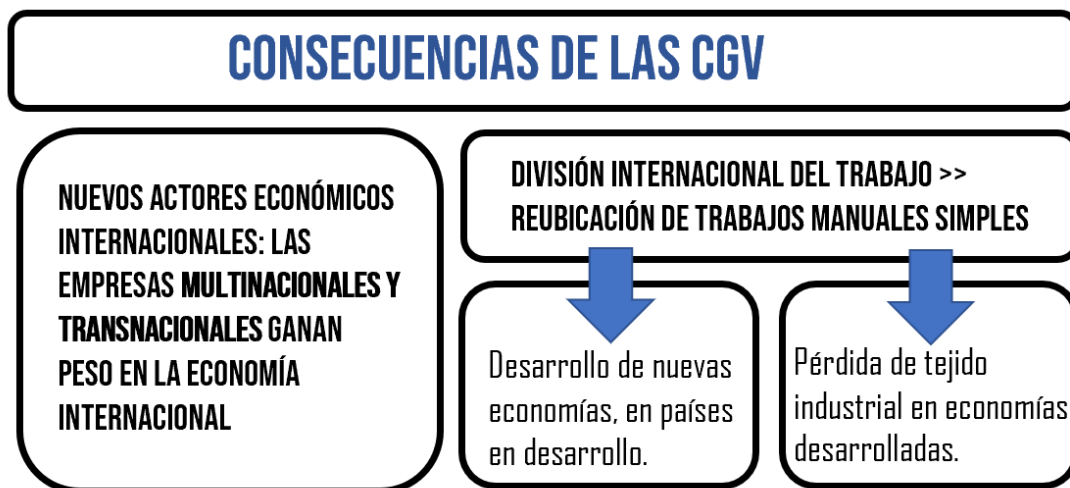 CONSECUENCIAS DE LAS CGV
NUEVOS ACTORES ECONÓMICOS
INTERNACIONALES: LAS
EMPRESAS MULTINACIONALES Y
TRANSNACIONALES GANAN
PESO EN LA ECONOMÍA
INTERNACIONAL
DIVISIÓN INTERNACIONAL DEL TRABAJO >>
REUBICACIÓN DE TRABAJOS MANUALES SIMPLES
Desarrollo de nuevas
economías, en países
en desarrollo.
Pérdida de tejido
industrial en economías
desarrolladas.